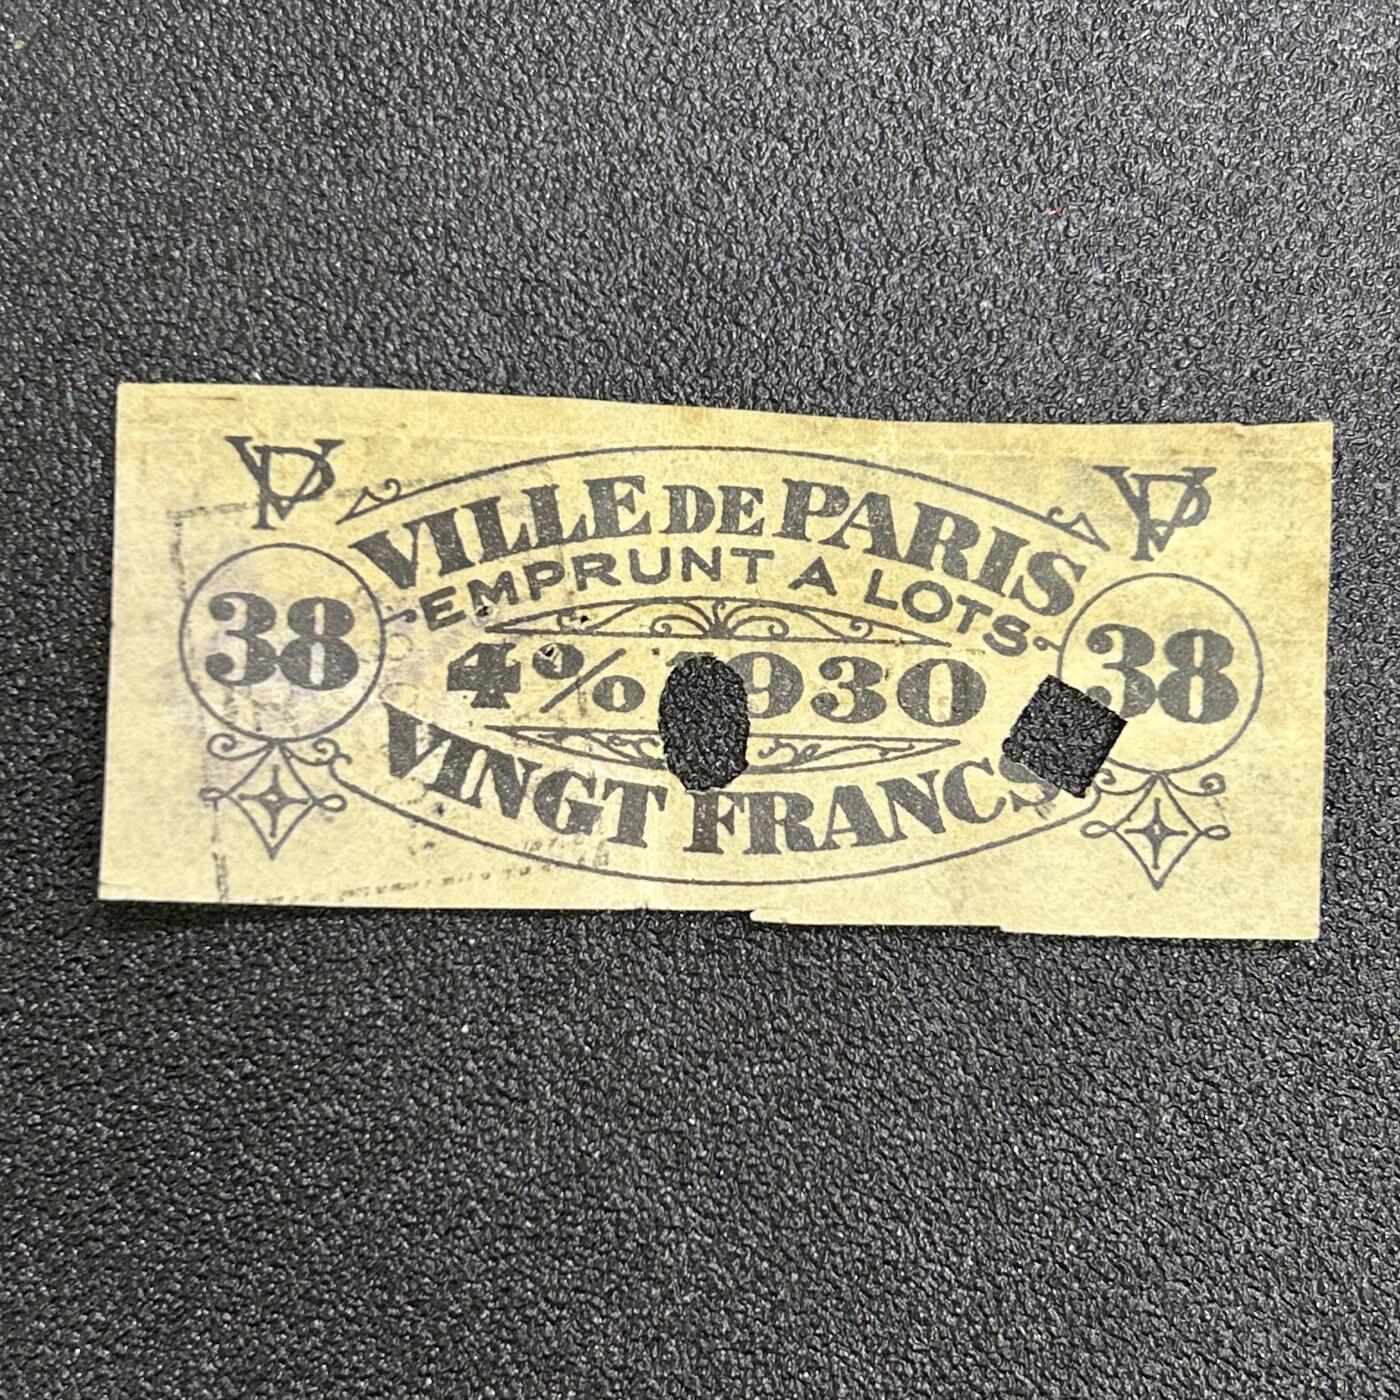 VP VP
VILLE DE PARIS
EMPRUNT A LOTS
38 38
4% 1930
VINGT FRANCS